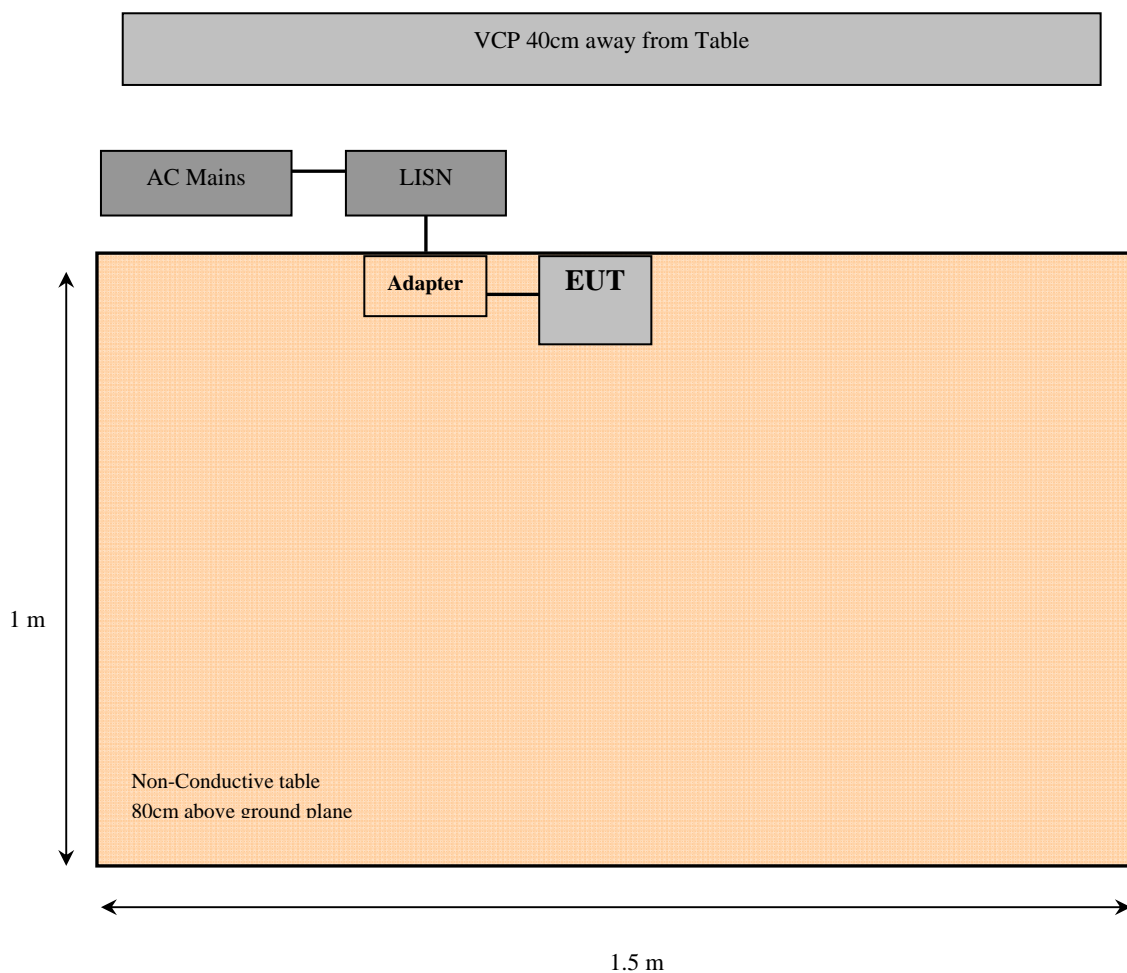 VCP 40cm away from Table
AC Mains
LISN
Adapter
EUT
1 m
Non-Conductive table
80cm above ground plane
1.5 m